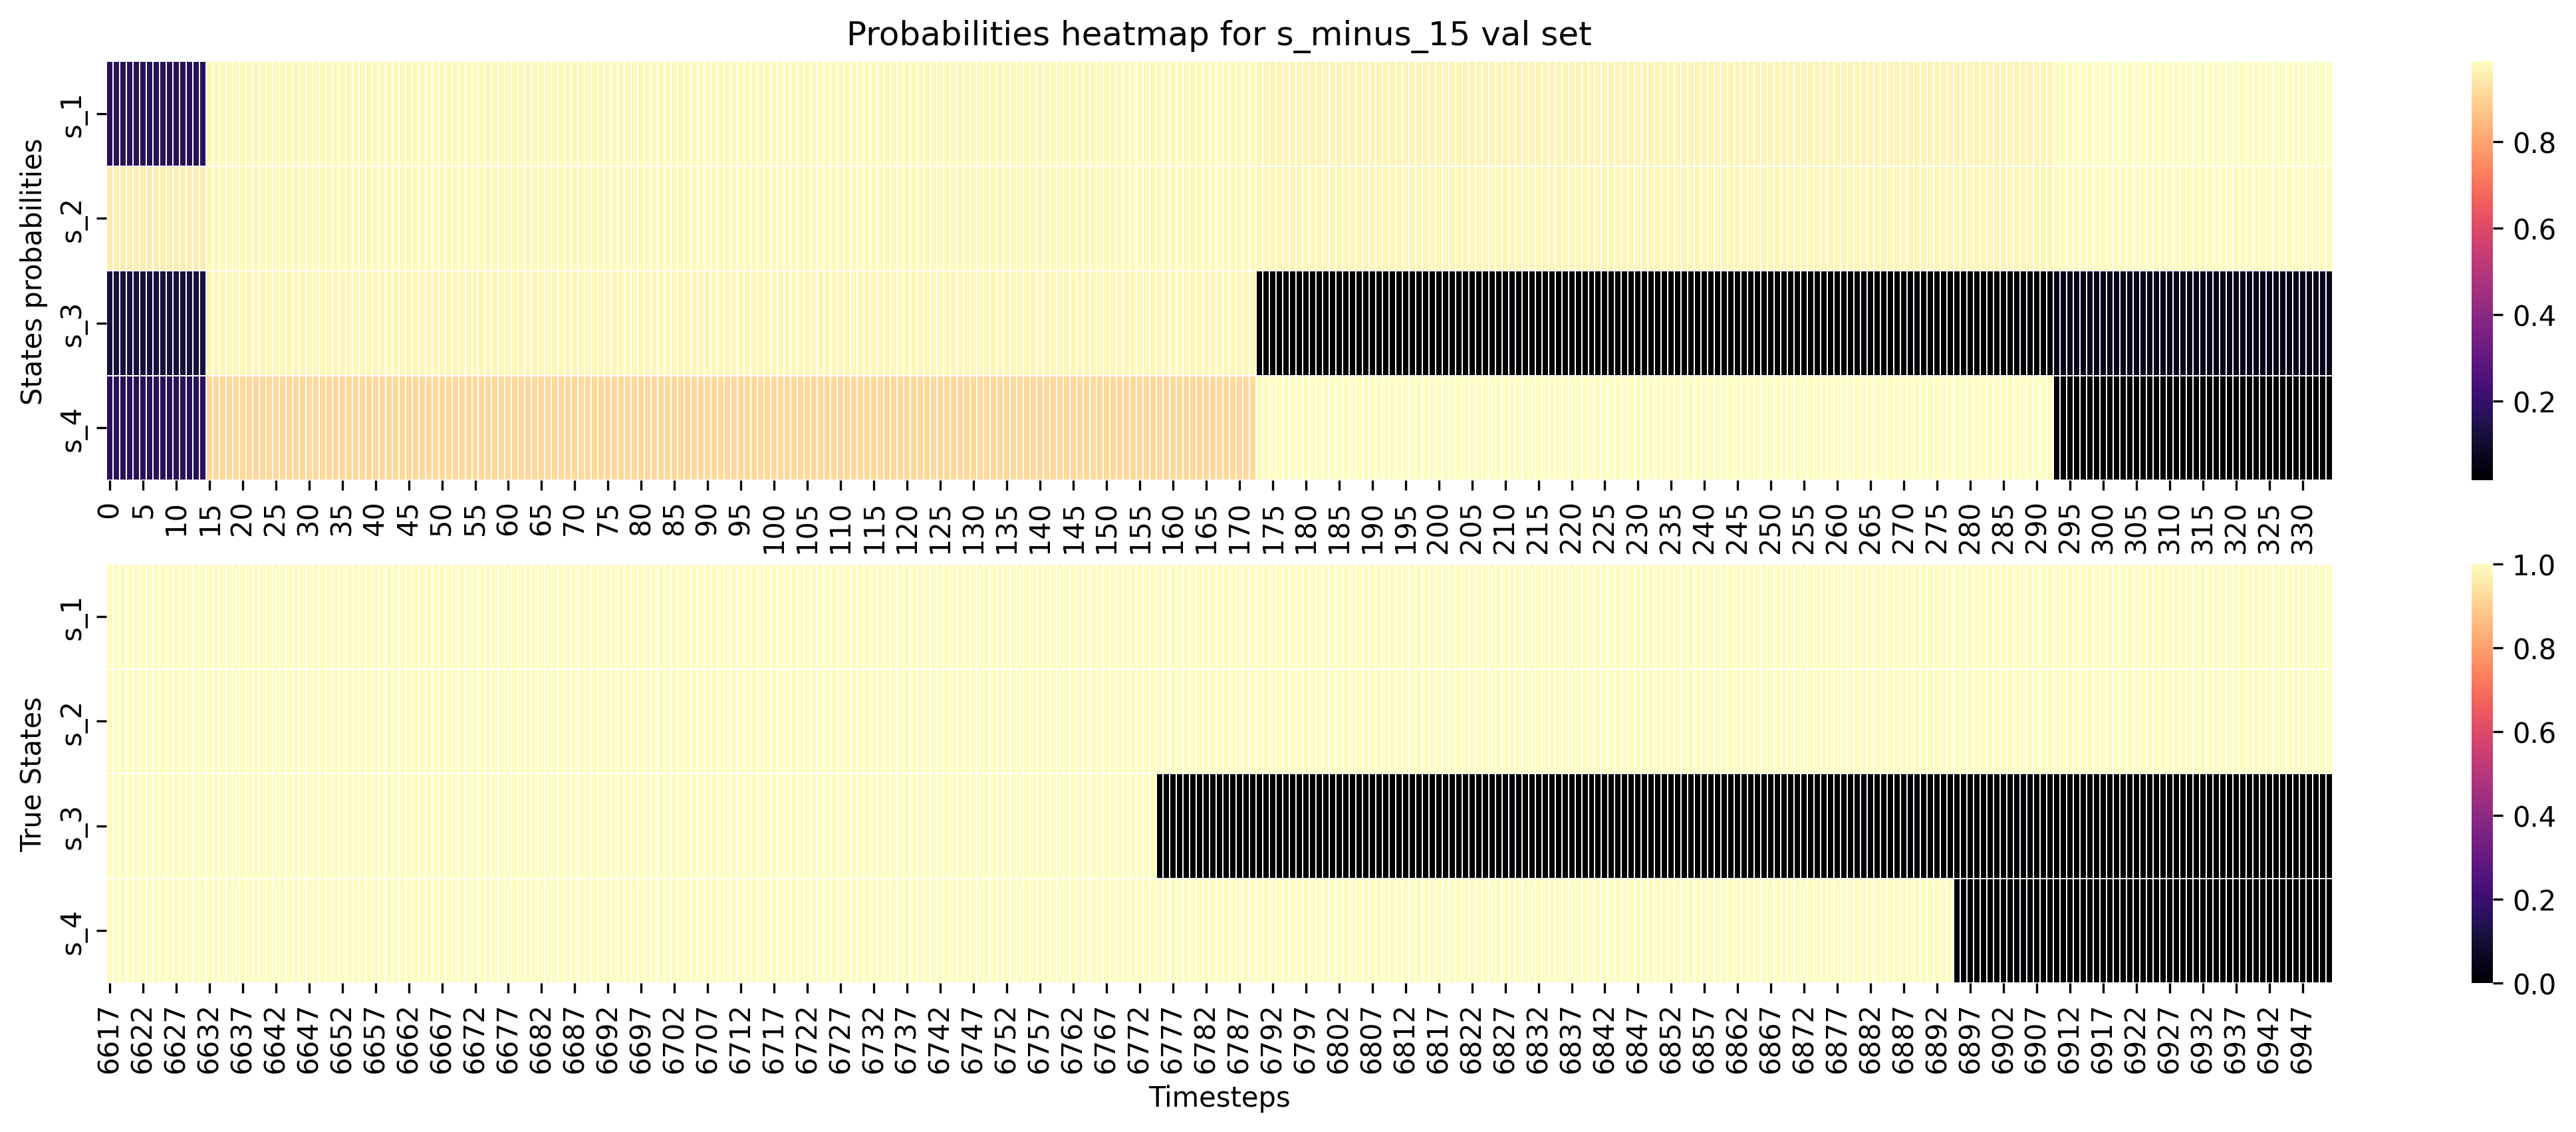 Probabilities heatmap for s_minus_15 val set
States probabilities
s_1
s_2
s_3
s_4
0 5 10 15 20 25 30 35 40 45 50 55 60 65 70 75 80 85 90 95 100 105 110 115 120 125 130 135 140 145 150 155 160 165 170 175 180 185 190 195 200 205 210 215 220 225 230 235 240 245 250 255 260 265 270 275 280 285 290 295 300 305 310 315 320 325 330
0.8
0.6
0.4
0.2
True States
s_1
s_2
s_3
s_4
6617 6622 6627 6632 6637 6642 6647 6652 6657 6662 6667 6672 6677 6682 6687 6692 6697 6702 6707 6712 6717 6722 6727 6732 6737 6742 6747 6752 6757 6762 6767 6772 6777 6782 6787 6792 6797 6802 6807 6812 6817 6822 6827 6832 6837 6842 6847 6852 6857 6862 6867 6872 6877 6882 6887 6892 6897 6902 6907 6912 6917 6922 6927 6932 6937 6942 6947
1.0
0.8
0.6
0.4
0.2
0.0
Timesteps